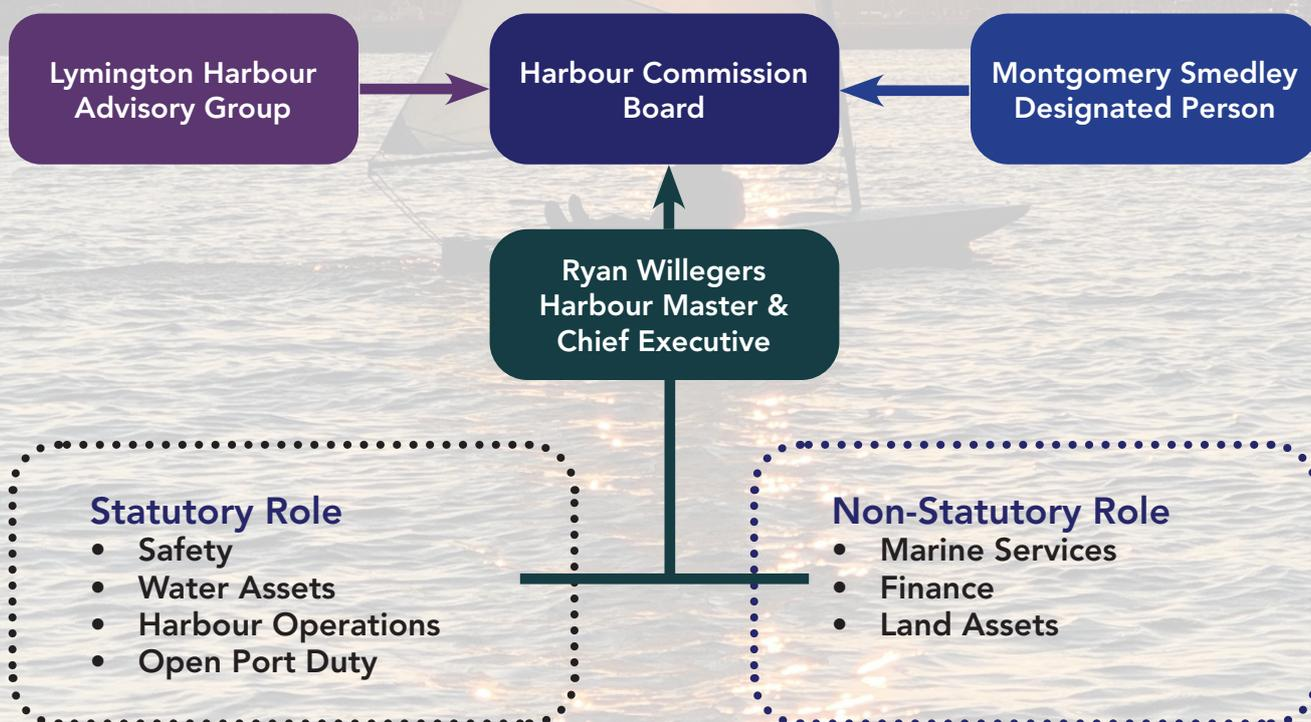 Lymington Harbour
Advisory Group
Harbour Commission
Board
Montgomery Smedley
Designated Person
Ryan Willegers
Harbour Master &
Chief Executive
Statutory Role
• Safety
• Water Assets
• Harbour Operations
• Open Port Duty
Non-Statutory Role
• Marine Services
• Finance
• Land Assets